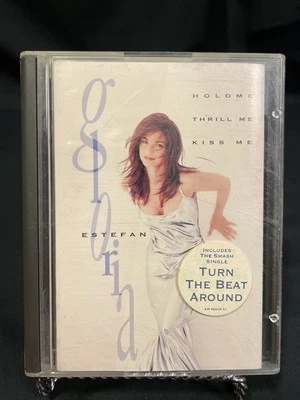 HOLD ME
THRILL ME
KISS ME
gloria
ESTEFAN
INCLUDES
THE SMASH
SINGLE
TURN
THE BEAT
AROUND